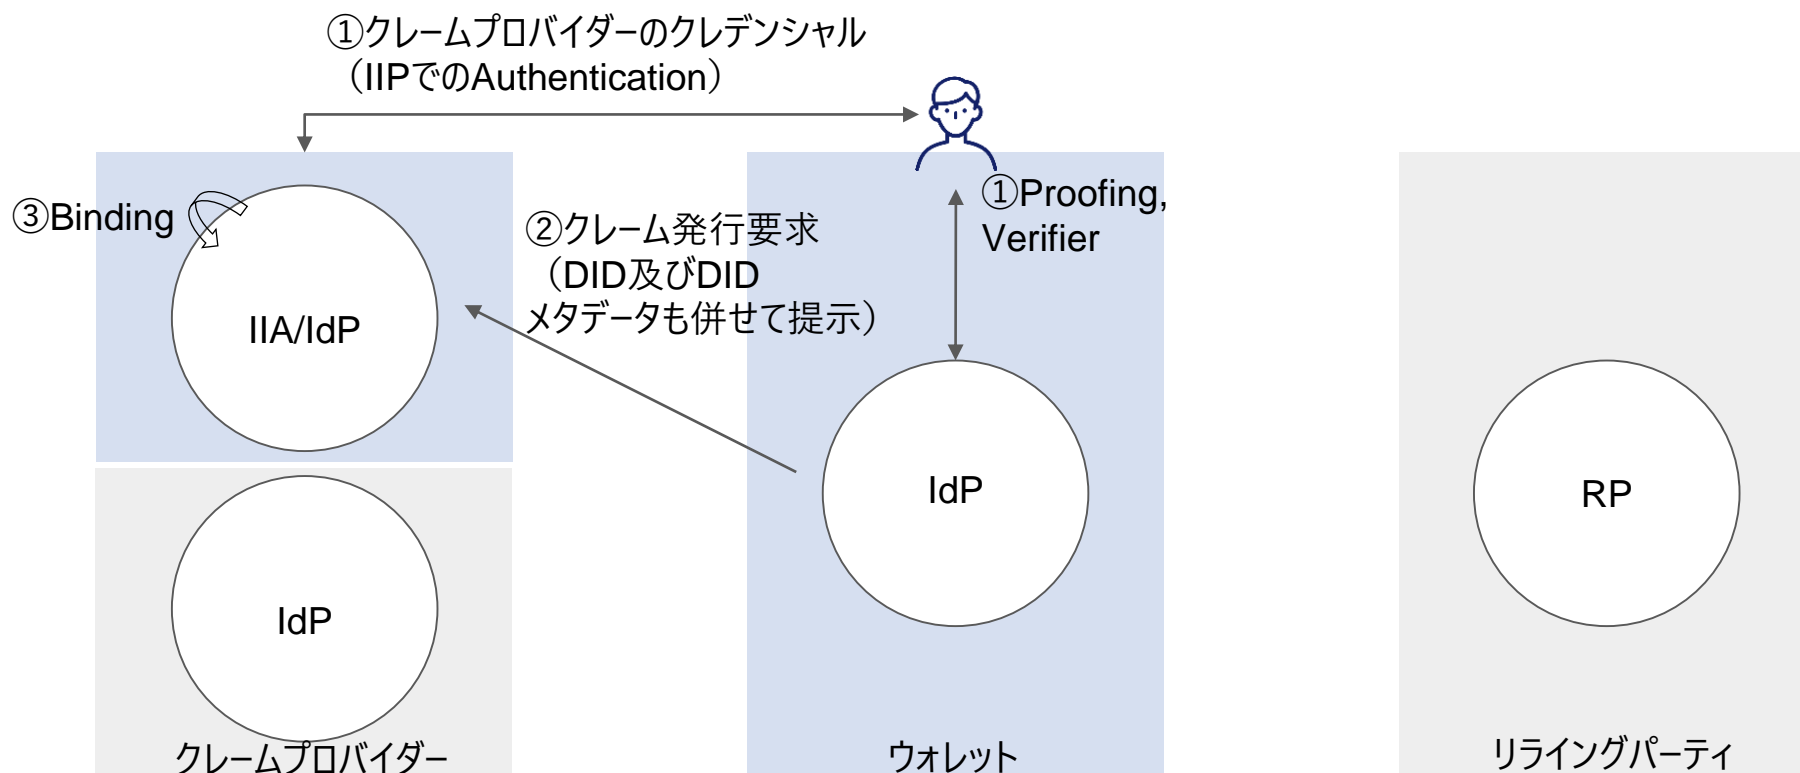 ①クレームプロバイダーのクレデンシャル
（IIPでのAuthentication）
③Binding
②クレーム発行要求
（DID及びDID
メタデータも併せて提示）
①Proofing,
Verifier
IIA/IdP
IdP
IdP
RP
クレームプロバイダー
ウォレット
リライングパーティ